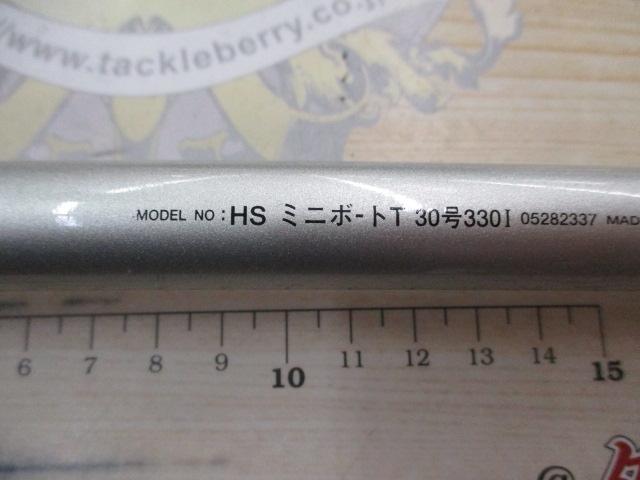 //www.tackleberry.co.jp
MODEL NO : HS ミニボートT 30号330I 05282337 MAD
6 7 8 9 10 11 12 13 14 15